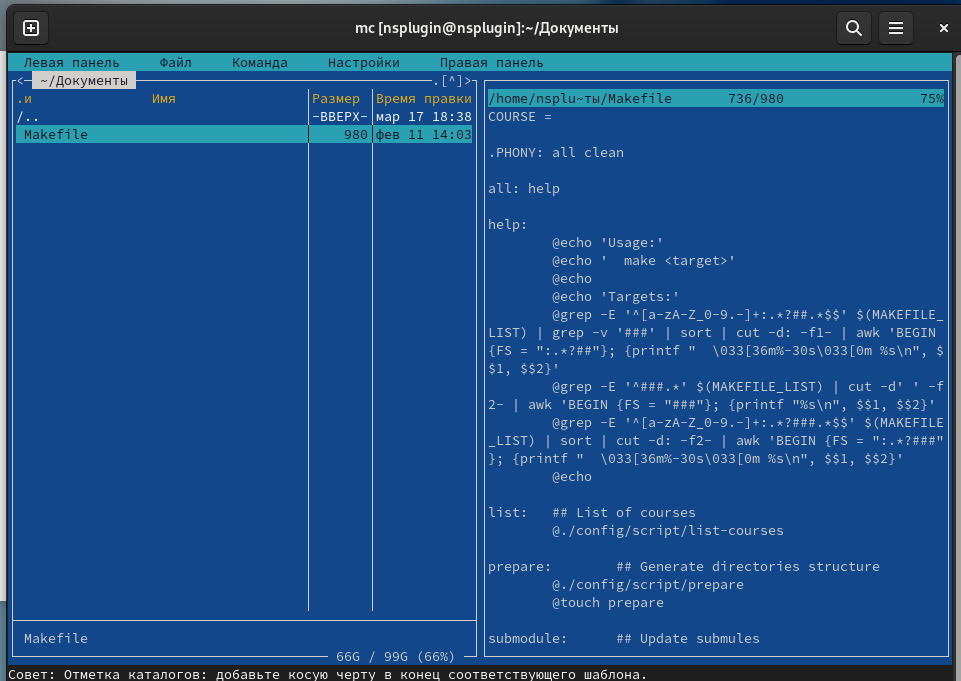 mc [nsplugin@nsplugin]:~/Документы
Левая панель Файл Команда Настройки Правая панель
<─ ~/Документы .[^]>
.и Имя Размер Время правки
/.. -ВВЕРХ- мар 17 18:38
Makefile 980 фев 11 14:03
Makefile
66G / 99G (66%)
/home/nsplu~ты/Makefile 736/980 75%
COURSE =
.PHONY: all clean
all: help
help:
@echo 'Usage:'
@echo '  make <target>'
@echo
@echo 'Targets:'
@grep -E '^[a-zA-Z_0-9.-]+:.*?##.*$$' $(MAKEFILE_
LIST) | grep -v '###' | sort | cut -d: -f1- | awk 'BEGIN
{FS = ":.*?##"}; {printf "  \033[36m%-30s\033[0m %s\n", $
$1, $$2}'
@grep -E '^###.*' $(MAKEFILE_LIST) | cut -d' ' -f
2- | awk 'BEGIN {FS = "###"}; {printf "%s\n", $$1, $$2}'
@grep -E '^[a-zA-Z_0-9.-]+:.*?###.*$$' $(MAKEFILE
_LIST) | sort | cut -d: -f2- | awk 'BEGIN {FS = ":.*?###"
}; {printf "  \033[36m%-30s\033[0m %s\n", $$1, $$2}'
@echo
list:   ## List of courses
@./config/script/list-courses
prepare:        ## Generate directories structure
@./config/script/prepare
@touch prepare
submodule:      ## Update submules
Совет: Отметка каталогов: добавьте косую черту в конец соответствующего шаблона.